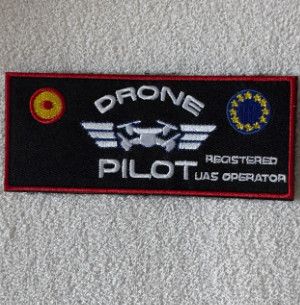 DRONE
PILOT
REGISTERED
UAS OPERATOR